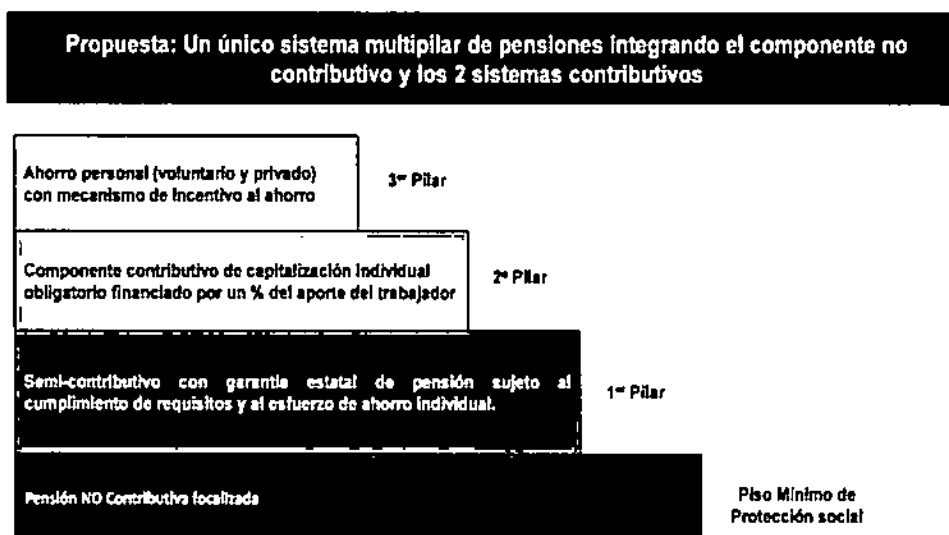 Propuesta: Un único sistema multipilar de pensiones integrando el componente no
contributivo y los 2 sistemas contributivos
Ahorro personal (voluntario y privado)
con mecanismo de incentivo al ahorro
3er Pilar
Componente contributivo de capitalización individual
obligatorio financiado por un % del aporte del trabajador
2º Pilar
Semi-contributivo con garantía estatal de pensión sujeto al
cumplimiento de requisitos y al esfuerzo de ahorro individual.
1er Pilar
Pensión NO Contributiva focalizada
Piso Mínimo de
Protección social